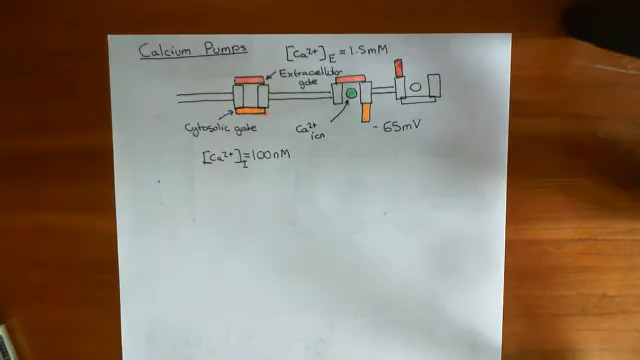 Calcium Pumps
[Ca²⁺]E = 1.5mM
Extracellular gate
Cytosolic gate
Ca²⁺ ion
- 65mV
[Ca²⁺]I = 100nM